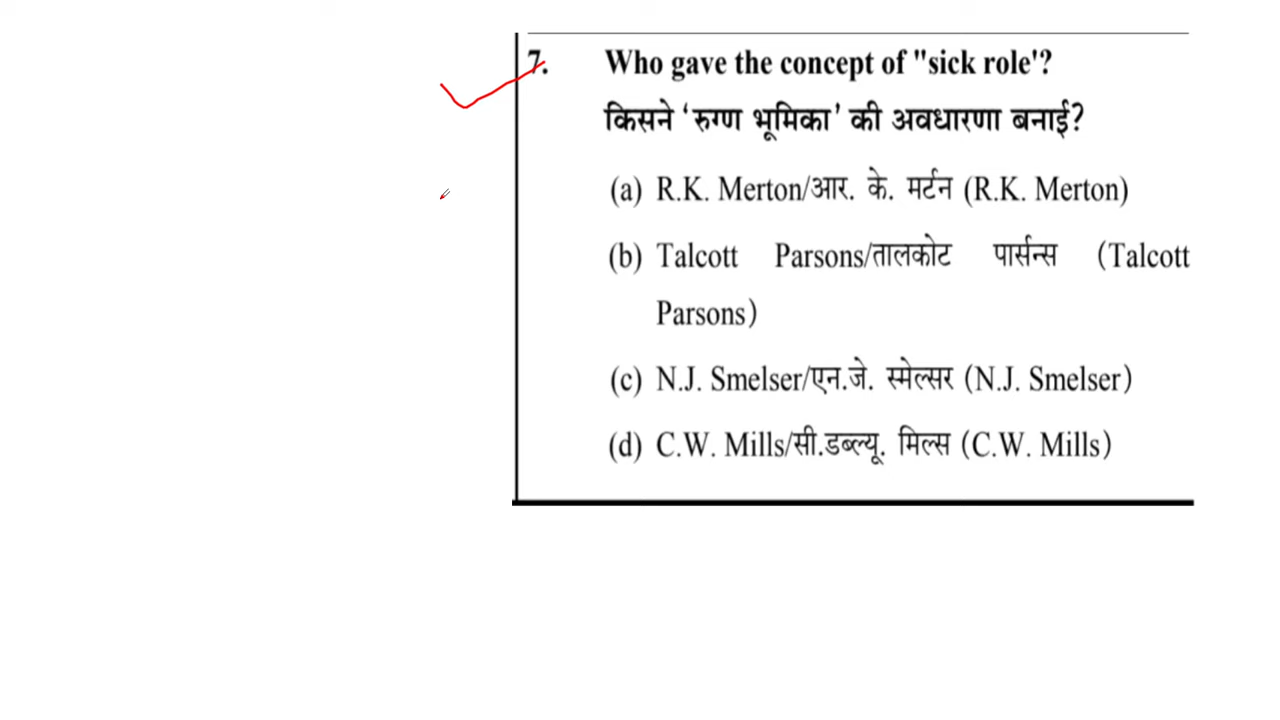 7. Who gave the concept of "sick role'?
किसने ‘रुग्ण भूमिका’ की अवधारणा बनाई?
(a) R.K. Merton/आर. के. मर्टन (R.K. Merton)
(b) Talcott Parsons/तालकोट पार्सन्स (Talcott
Parsons)
(c) N.J. Smelser/एन.जे. स्मेल्सर (N.J. Smelser)
(d) C.W. Mills/सी.डब्ल्यू. मिल्स (C.W. Mills)